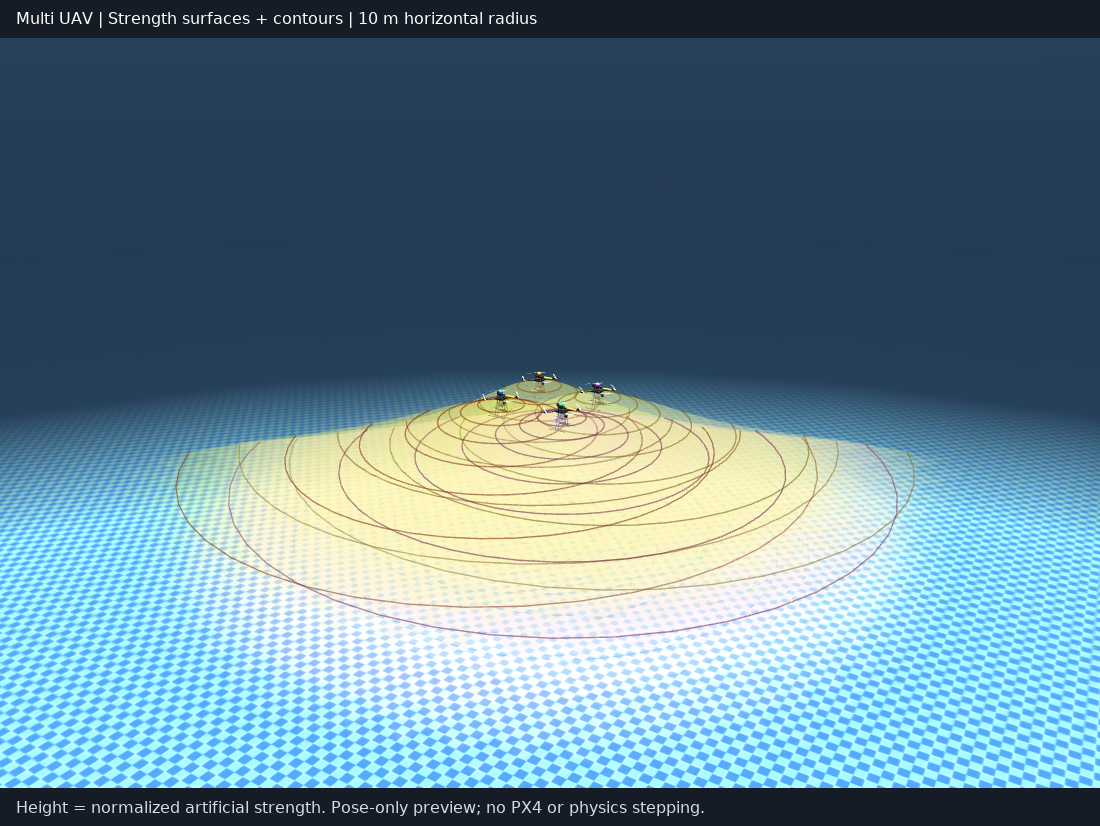 Multi UAV | Strength surfaces + contours | 10 m horizontal radius
Height = normalized artificial strength. Pose-only preview; no PX4 or physics stepping.